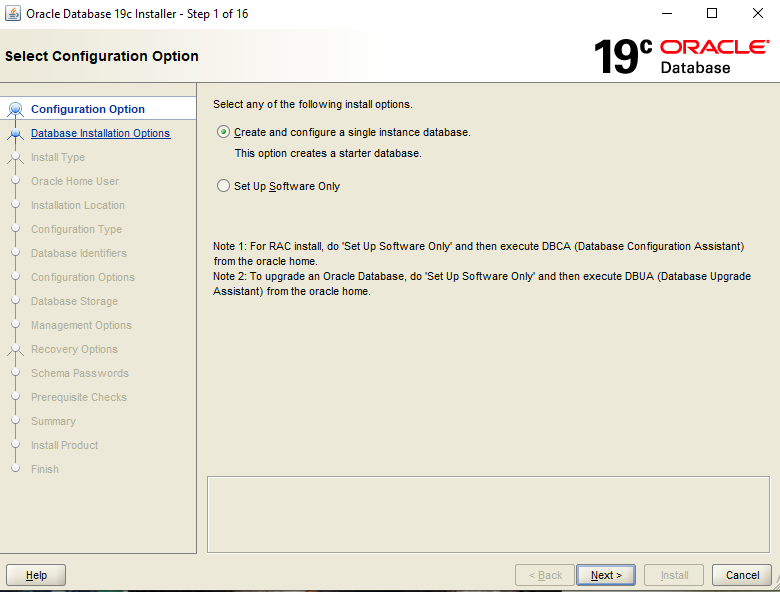 Oracle Database 19c Installer - Step 1 of 16
Select Configuration Option
19c ORACLE
Database
Configuration Option
Database Installation Options
Install Type
Oracle Home User
Installation Location
Configuration Type
Database Identifiers
Configuration Options
Database Storage
Management Options
Recovery Options
Schema Passwords
Prerequisite Checks
Summary
Install Product
Finish
Select any of the following install options.
Create and configure a single instance database.
This option creates a starter database.
Set Up Software Only
Note 1: For RAC install, do 'Set Up Software Only' and then execute DBCA (Database Configuration Assistant)
from the oracle home.
Note 2: To upgrade an Oracle Database, do 'Set Up Software Only' and then execute DBUA (Database Upgrade
Assistant) from the oracle home.
Help
< Back
Next >
Install
Cancel